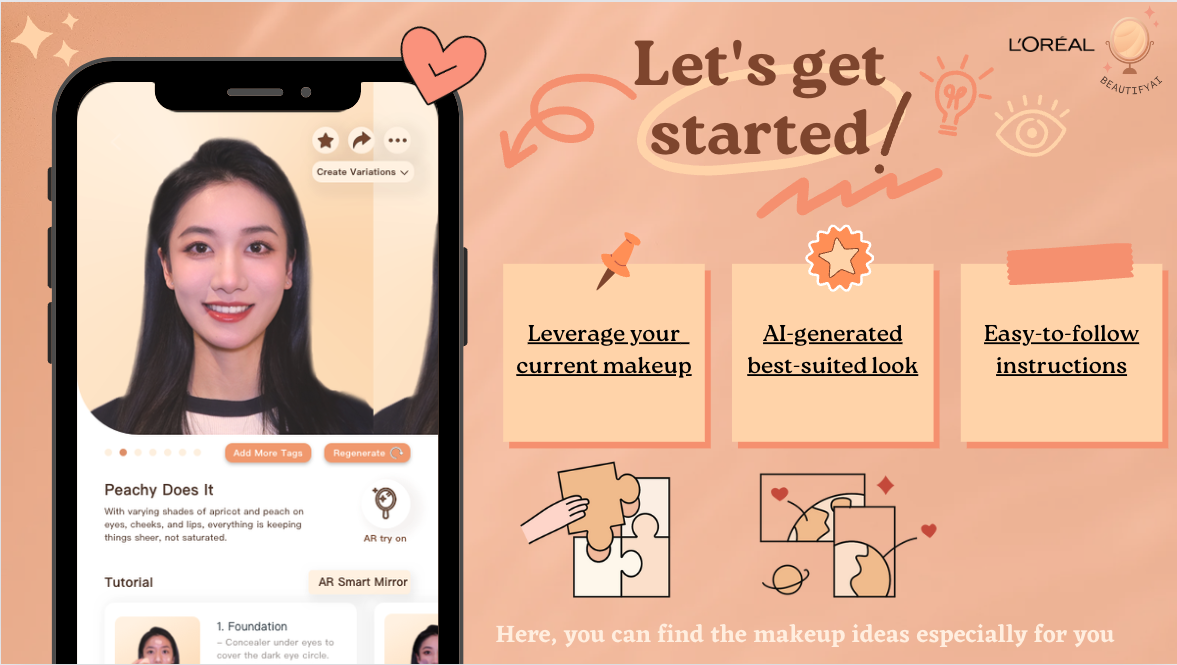 Let's get
started!
L'ORÉAL
BEAUTIFYAI
Create Variations
Leverage your
current makeup
AI-generated
best-suited look
Easy-to-follow
instructions
Add More Tags
Regenerate
Peachy Does It
With varying shades of apricot and peach on
eyes, cheeks, and lips, everything is keeping
things sheer, not saturated.
AR try on
Tutorial
AR Smart Mirror
1. Foundation
– Concealer under eyes to
cover the dark eye circle.
Here, you can find the makeup ideas especially for you